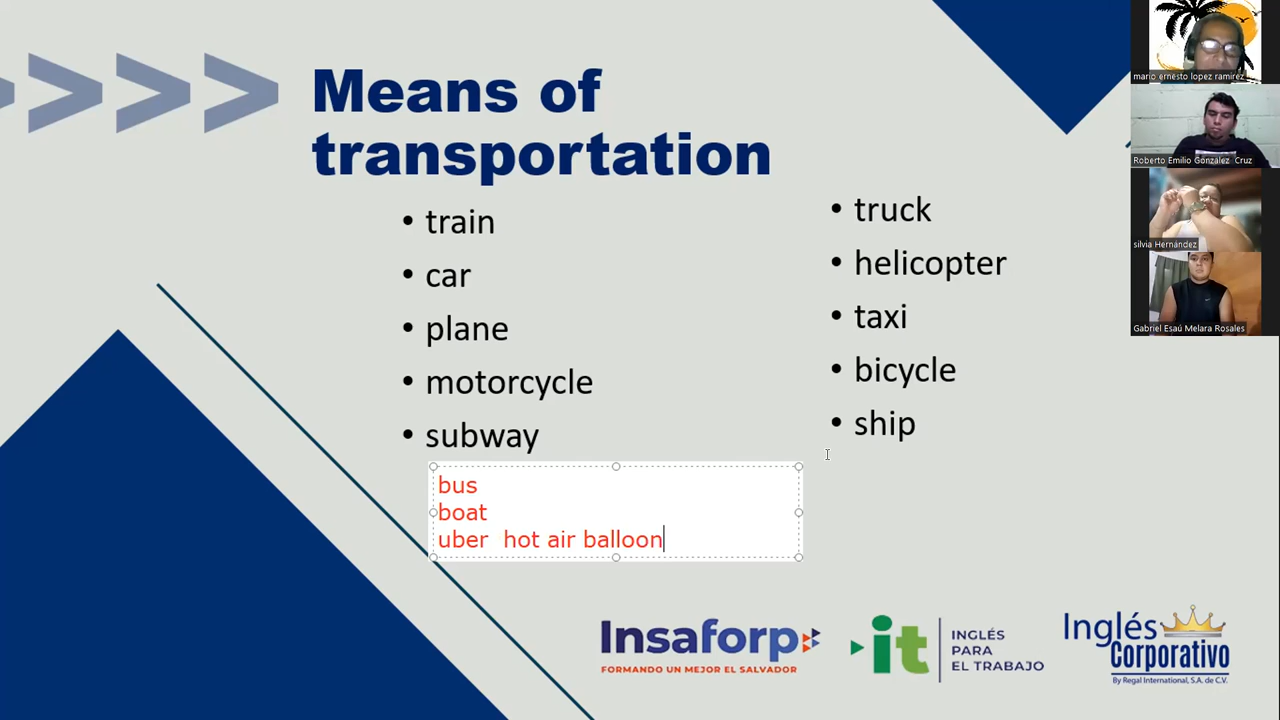 Means of
transportation
• train
• car
• plane
• motorcycle
• subway
bus
boat
uber hot air balloon
• truck
• helicopter
• taxi
• bicycle
• ship
Insaforp
FORMANDO UN MEJOR EL SALVADOR
it
INGLÉS
PARA
EL TRABAJO
Inglés
Corporativo
By Regal International, S.A. de C.V.
mario ernesto lopez ramirez
Roberto Emilio González Cruz
silvia Hernández
Gabriel Esaú Melara Rosales